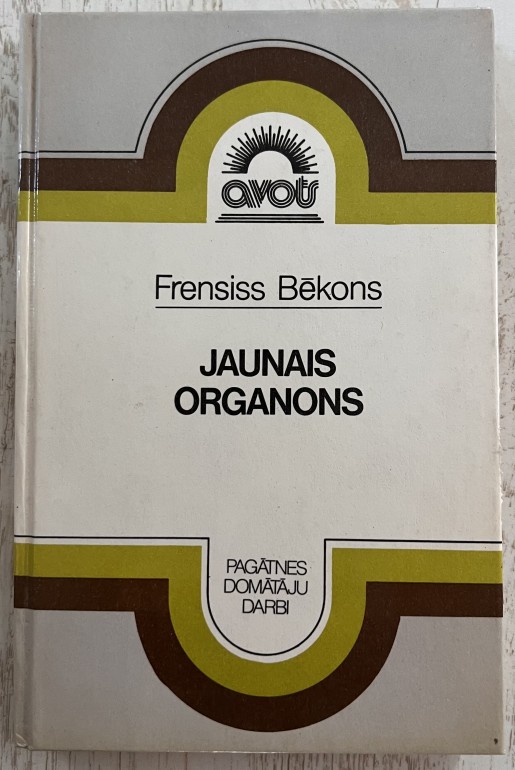 avots
Frensiss Bēkons
JAUNAIS
ORGANONS
PAGĀTNES
DOMĀTĀJU
DARBI